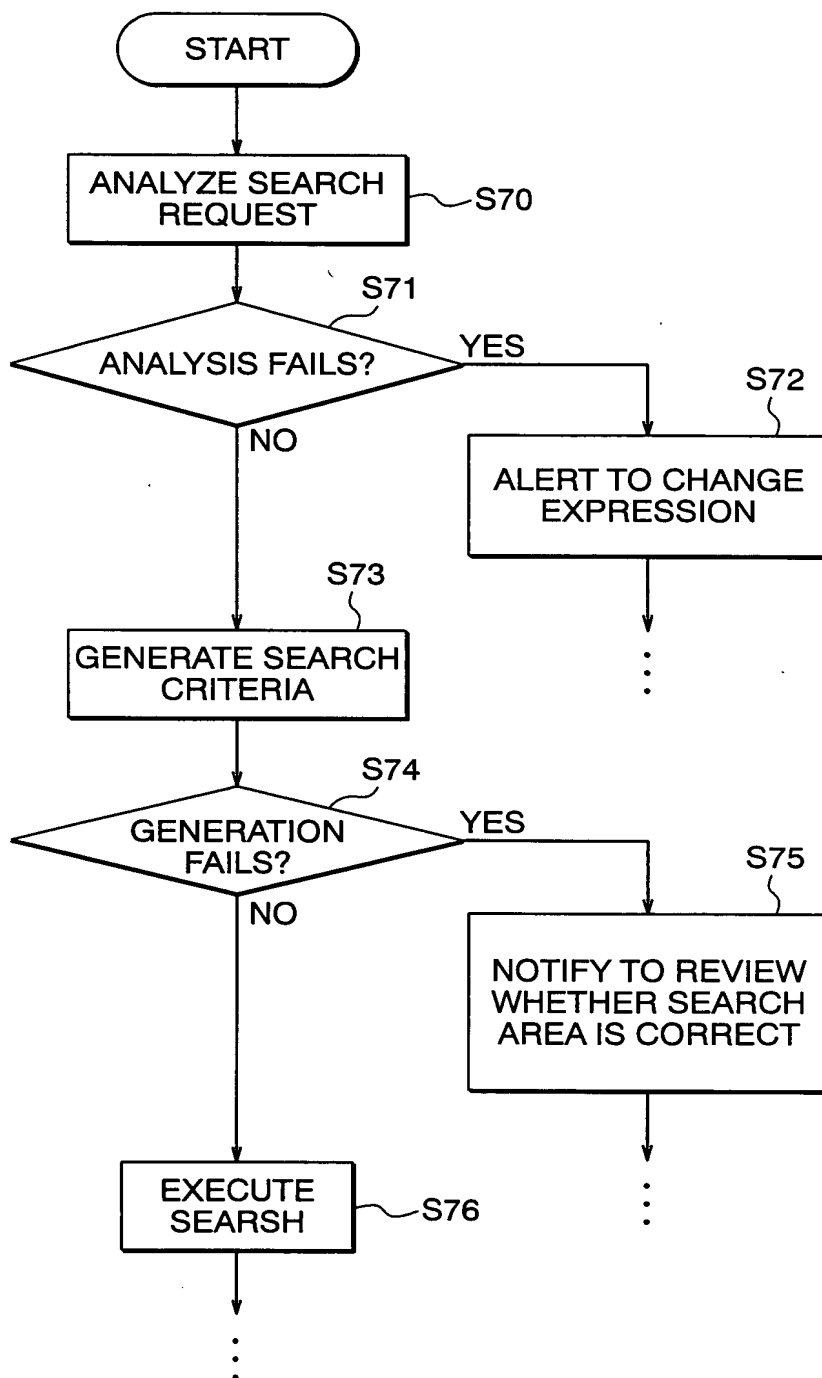 START
ANALYZE SEARCH
REQUEST
S70
S71
ANALYSIS FAILS?
YES
NO
S72
ALERT TO CHANGE
EXPRESSION
S73
GENERATE SEARCH
CRITERIA
S74
GENERATION
FAILS?
YES
NO
S75
NOTIFY TO REVIEW
WHETHER SEARCH
AREA IS CORRECT
EXECUTE
SEARSH
S76